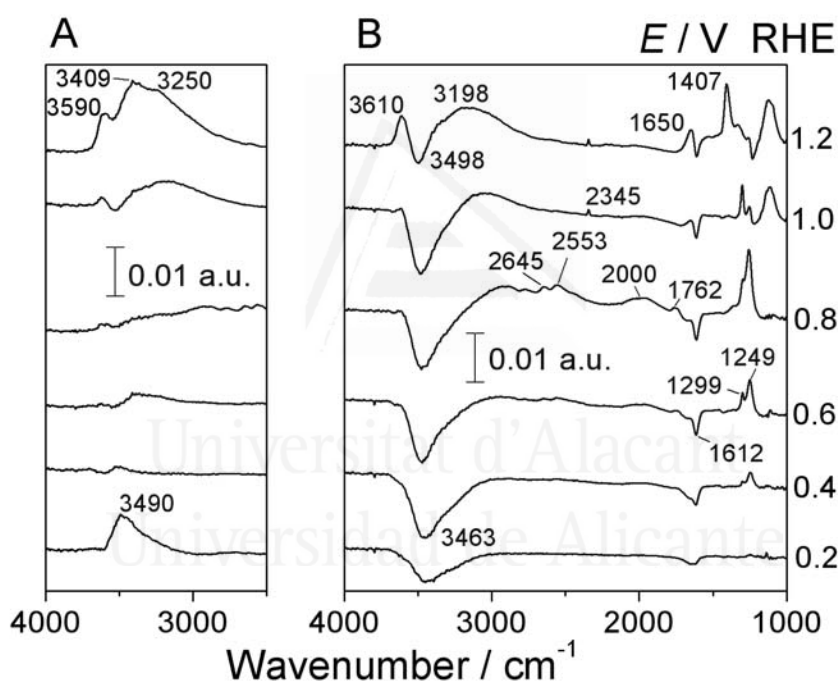 A
B
E / V RHE
3409
3250
3590
3610
3198
3498
1650
1407
1.2
2345
1.0
0.01 a.u.
2645
2553
2000
1762
0.8
0.01 a.u.
1299
1249
0.6
1612
Universitat d'Alacant
0.4
3490
3463
Universidad de Alicante
0.2
4000 3000 4000 3000 2000 1000
Wavenumber / cm⁻¹